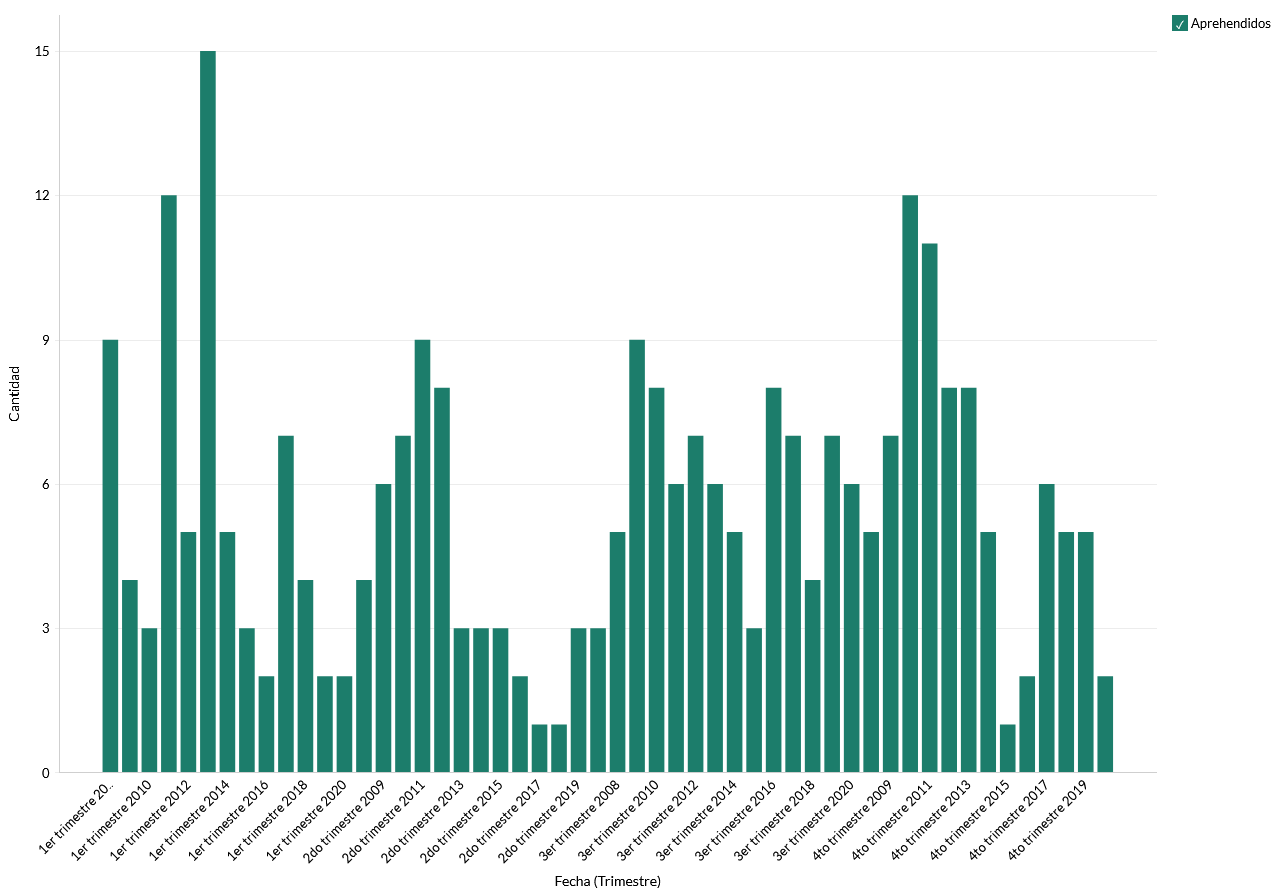 Aprehendidos
15
12
9
6
3
0
Cantidad
1er trimestre 20..
1er trimestre 2010
1er trimestre 2012
1er trimestre 2014
1er trimestre 2016
1er trimestre 2018
1er trimestre 2020
2do trimestre 2009
2do trimestre 2011
2do trimestre 2013
2do trimestre 2015
2do trimestre 2017
2do trimestre 2019
3er trimestre 2008
3er trimestre 2010
3er trimestre 2012
3er trimestre 2014
3er trimestre 2016
3er trimestre 2018
3er trimestre 2020
4to trimestre 2009
4to trimestre 2011
4to trimestre 2013
4to trimestre 2015
4to trimestre 2017
4to trimestre 2019
Fecha (Trimestre)